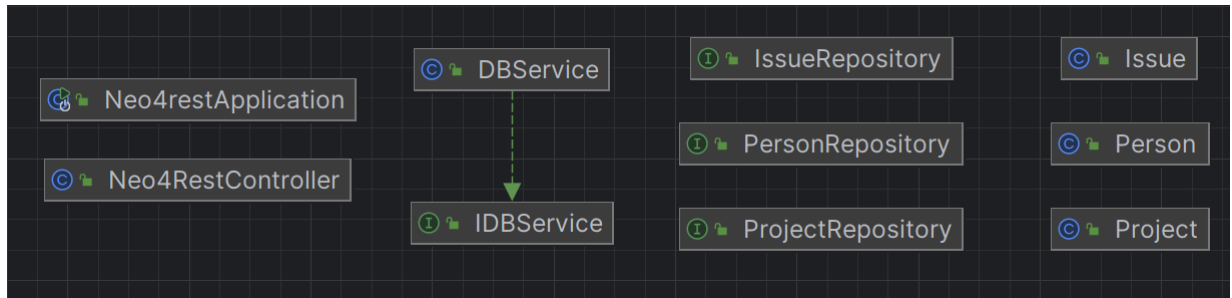 Neo4restApplication
Neo4RestController
DBService
IDBService
IssueRepository
PersonRepository
ProjectRepository
Issue
Person
Project